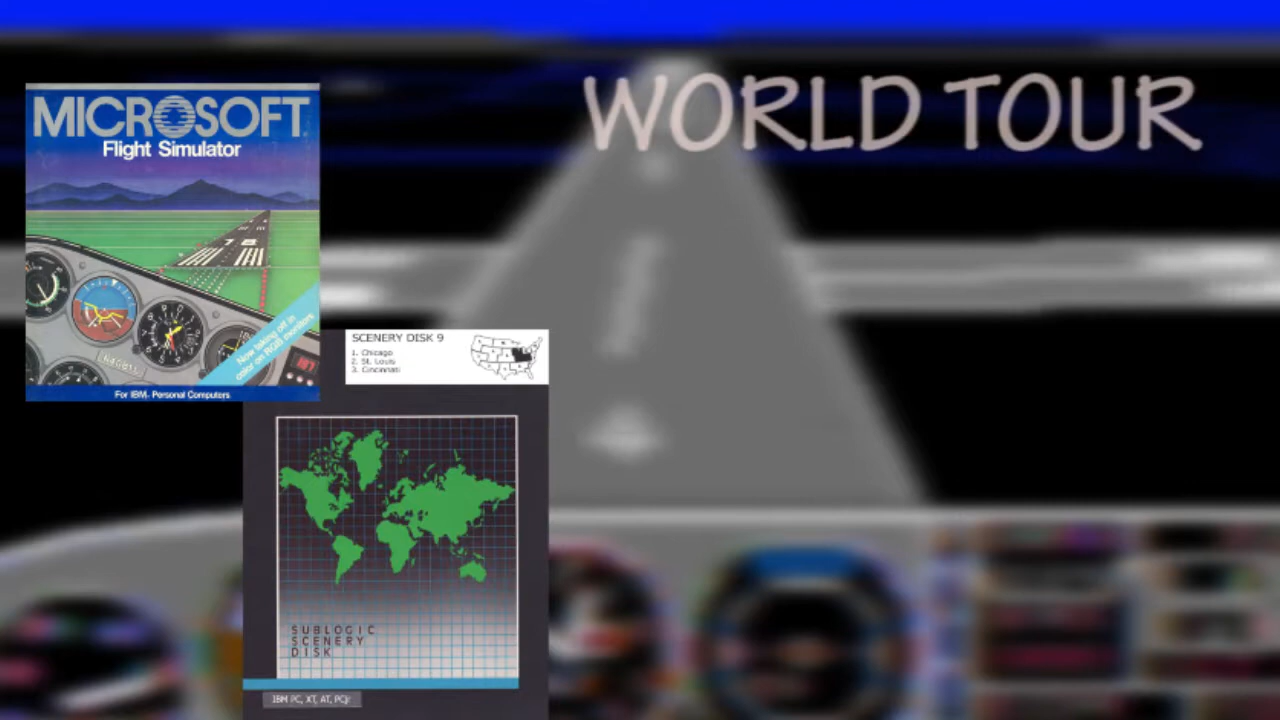 WORLD TOUR
MICROSOFT
Flight Simulator
18
Now taking off in
color on RGB monitors
For IBM® Personal Computers
SCENERY DISK 9
1. Chicago
2. St. Louis
3. Cincinnati
SUBLOGIC
SCENERY
DISK
IBM PC, XT, AT, PCjr